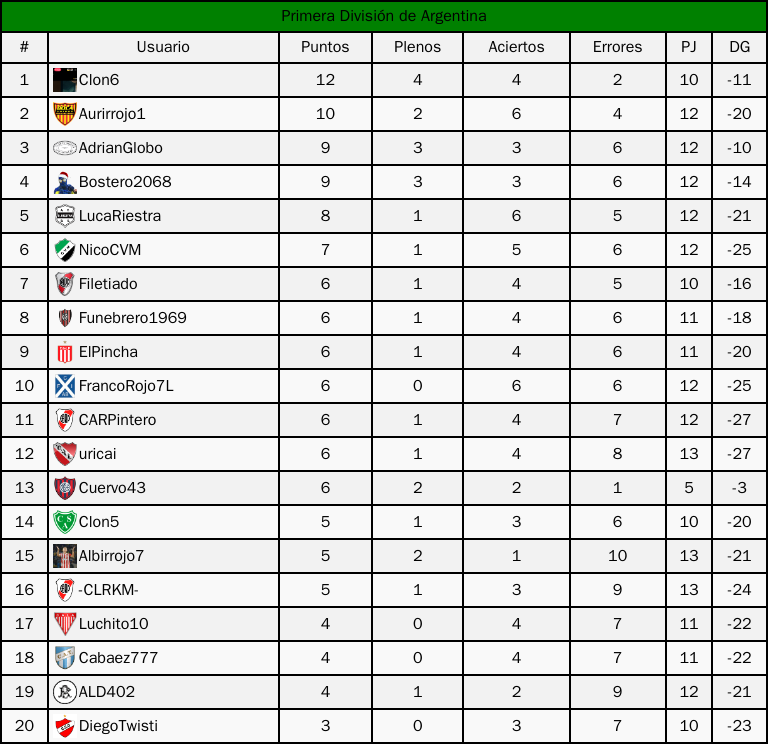 Primera División de Argentina
# Usuario Puntos Plenos Aciertos Errores PJ DG
1 Clon6 12 4 4 2 10 -11
2 Aurirrojo1 10 2 6 4 12 -20
3 AdrianGlobo 9 3 3 6 12 -10
4 Bostero2068 9 3 3 6 12 -14
5 LucaRiestra 8 1 6 5 12 -21
6 NicoCVM 7 1 5 6 12 -25
7 Filetiado 6 1 4 5 10 -16
8 Funebrero1969 6 1 4 6 11 -18
9 ElPincha 6 1 4 6 11 -20
10 FrancoRojo7L 6 0 6 6 12 -25
11 CARPintero 6 1 4 7 12 -27
12 uricai 6 1 4 8 13 -27
13 Cuervo43 6 2 2 1 5 -3
14 Clon5 5 1 3 6 10 -20
15 Albirrojo7 5 2 1 10 13 -21
16 -CLRKM- 5 1 3 9 13 -24
17 Luchito10 4 0 4 7 11 -22
18 Cabaez777 4 0 4 7 11 -22
19 ALD402 4 1 2 9 12 -21
20 DiegoTwisti 3 0 3 7 10 -23